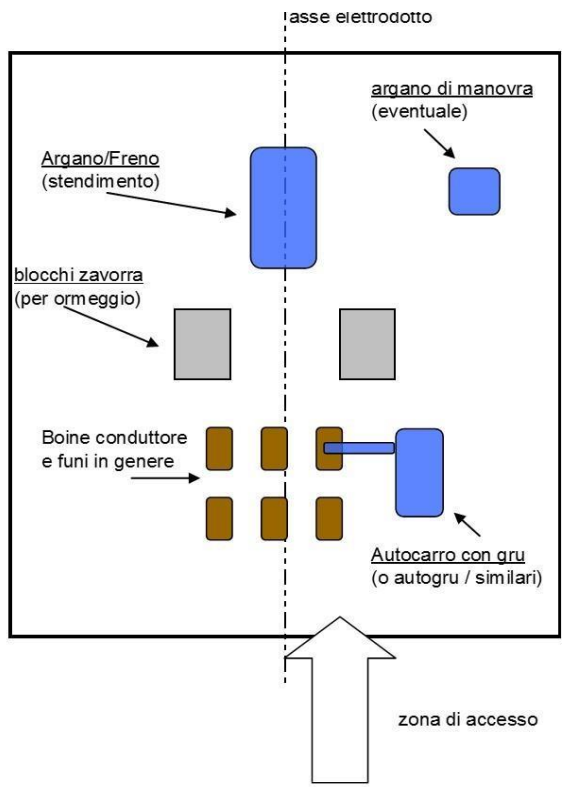 asse elettrodotto
argano di manovra
(eventuale)
Argano/Freno
(stendimento)
blocchi zavorra
(per ormeggio)
Boine conduttore
e funi in genere
Autocarro con gru
(o autogru / similari)
zona di accesso